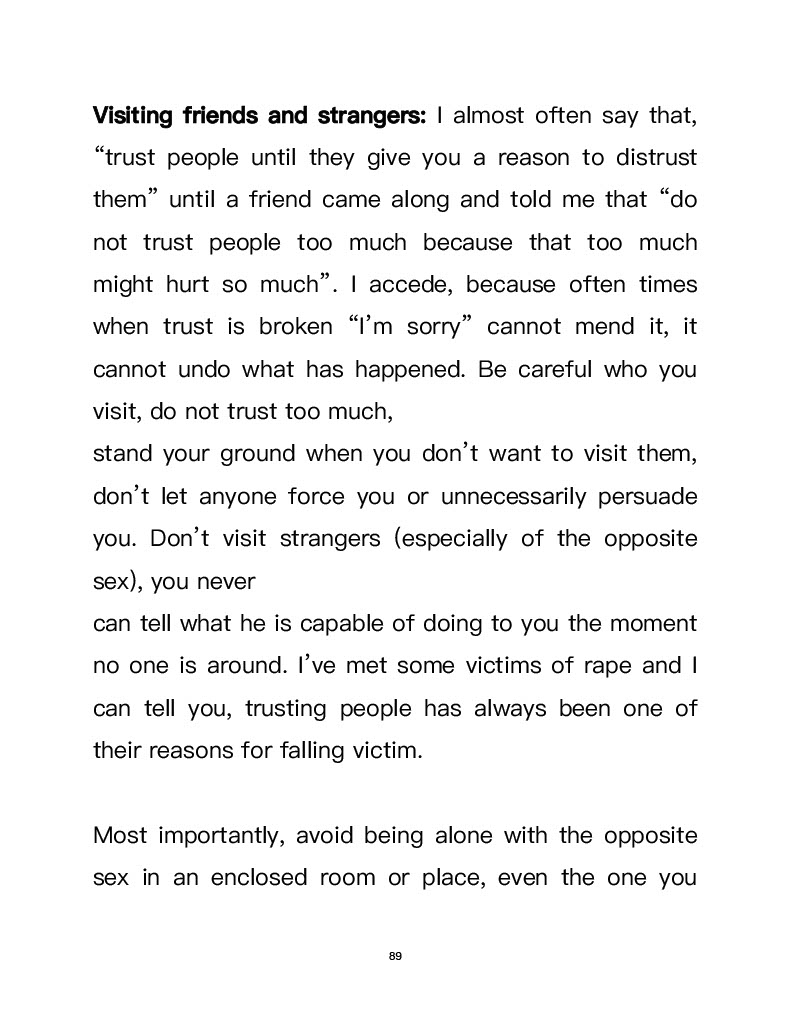 Visiting friends and strangers: I almost often say that,
“trust people until they give you a reason to distrust
them” until a friend came along and told me that “do
not trust people too much because that too much
might hurt so much”. I accede, because often times
when trust is broken “I’m sorry” cannot mend it, it
cannot undo what has happened. Be careful who you
visit, do not trust too much,
stand your ground when you don’t want to visit them,
don’t let anyone force you or unnecessarily persuade
you. Don’t visit strangers (especially of the opposite
sex), you never
can tell what he is capable of doing to you the moment
no one is around. I’ve met some victims of rape and I
can tell you, trusting people has always been one of
their reasons for falling victim.
Most importantly, avoid being alone with the opposite
sex in an enclosed room or place, even the one you
89